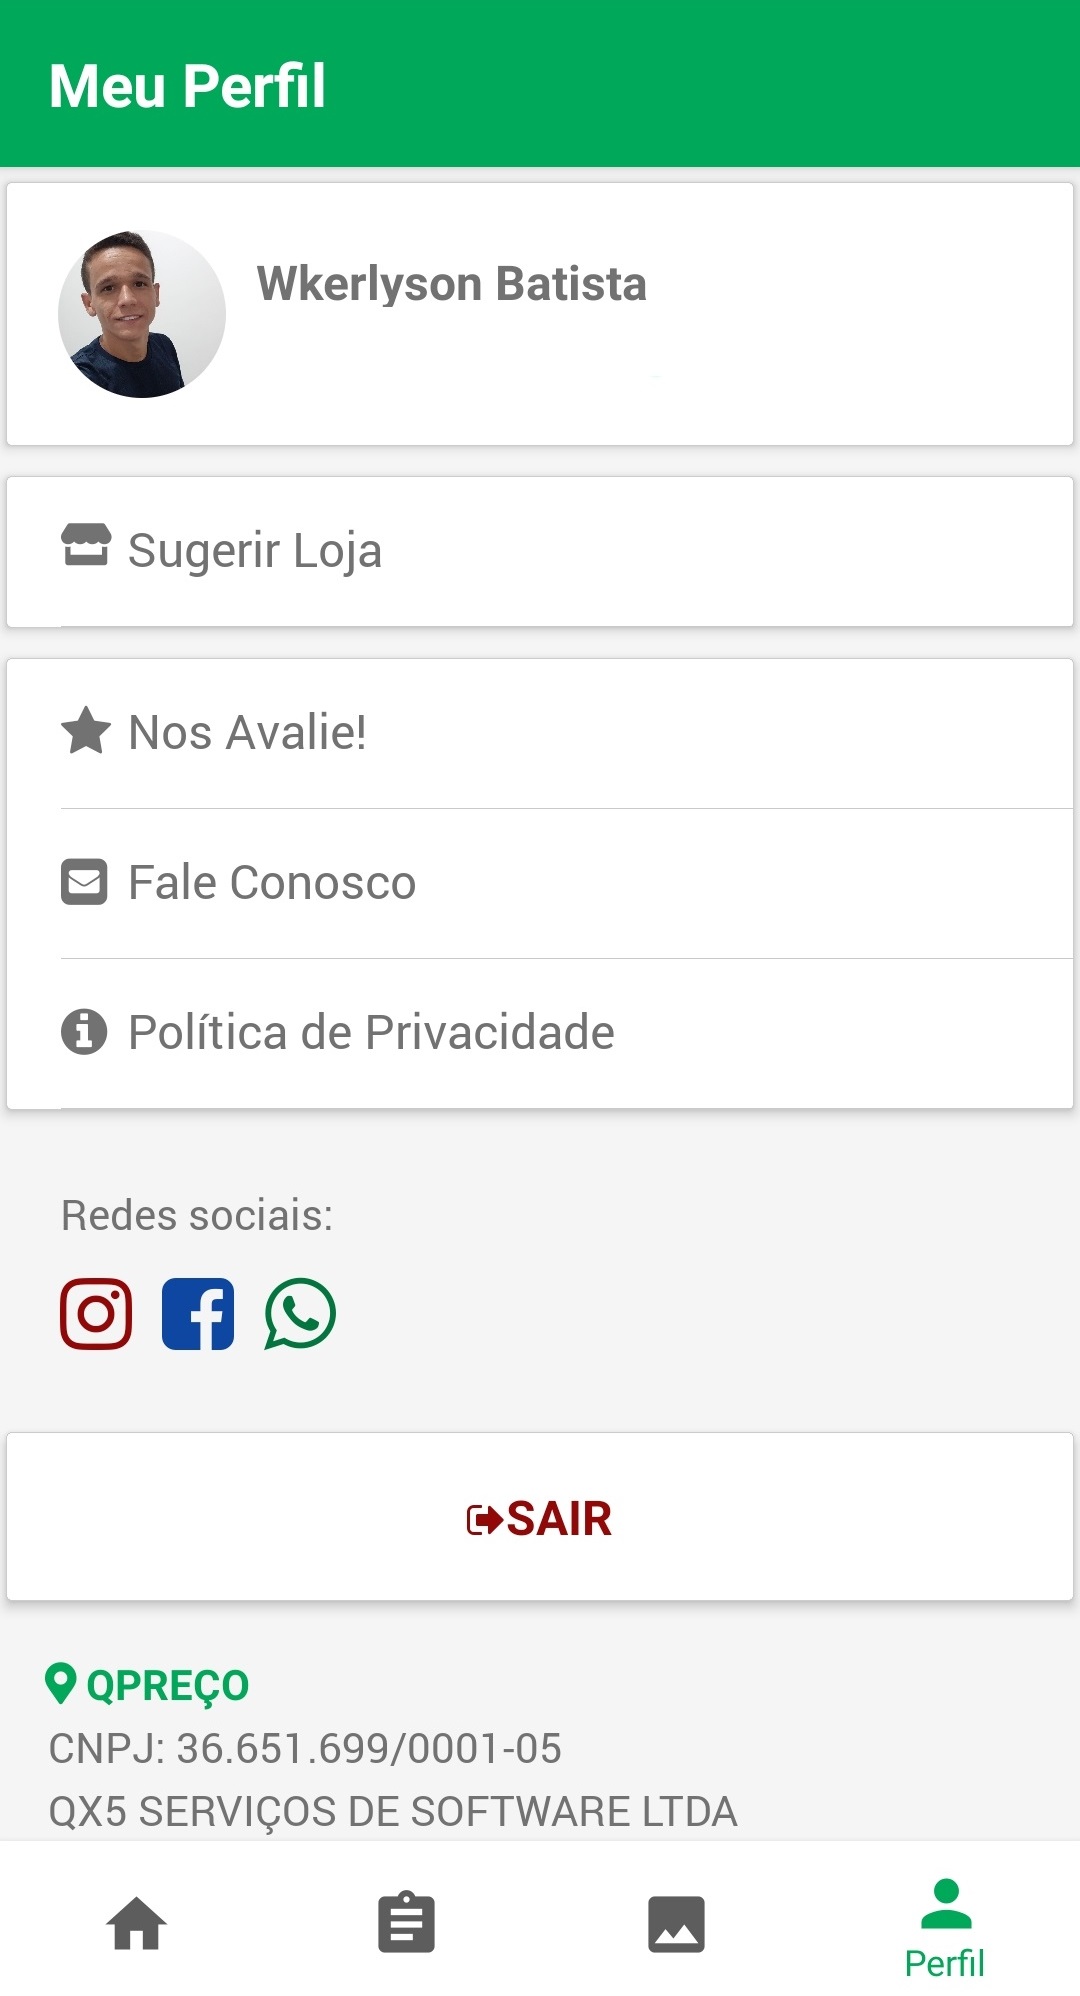 Meu Perfil
Wkerlyson Batista
Sugerir Loja
Nos Avalie!
Fale Conosco
Política de Privacidade
Redes sociais:
SAIR
QPREÇO
CNPJ: 36.651.699/0001-05
QX5 SERVIÇOS DE SOFTWARE LTDA
Perfil